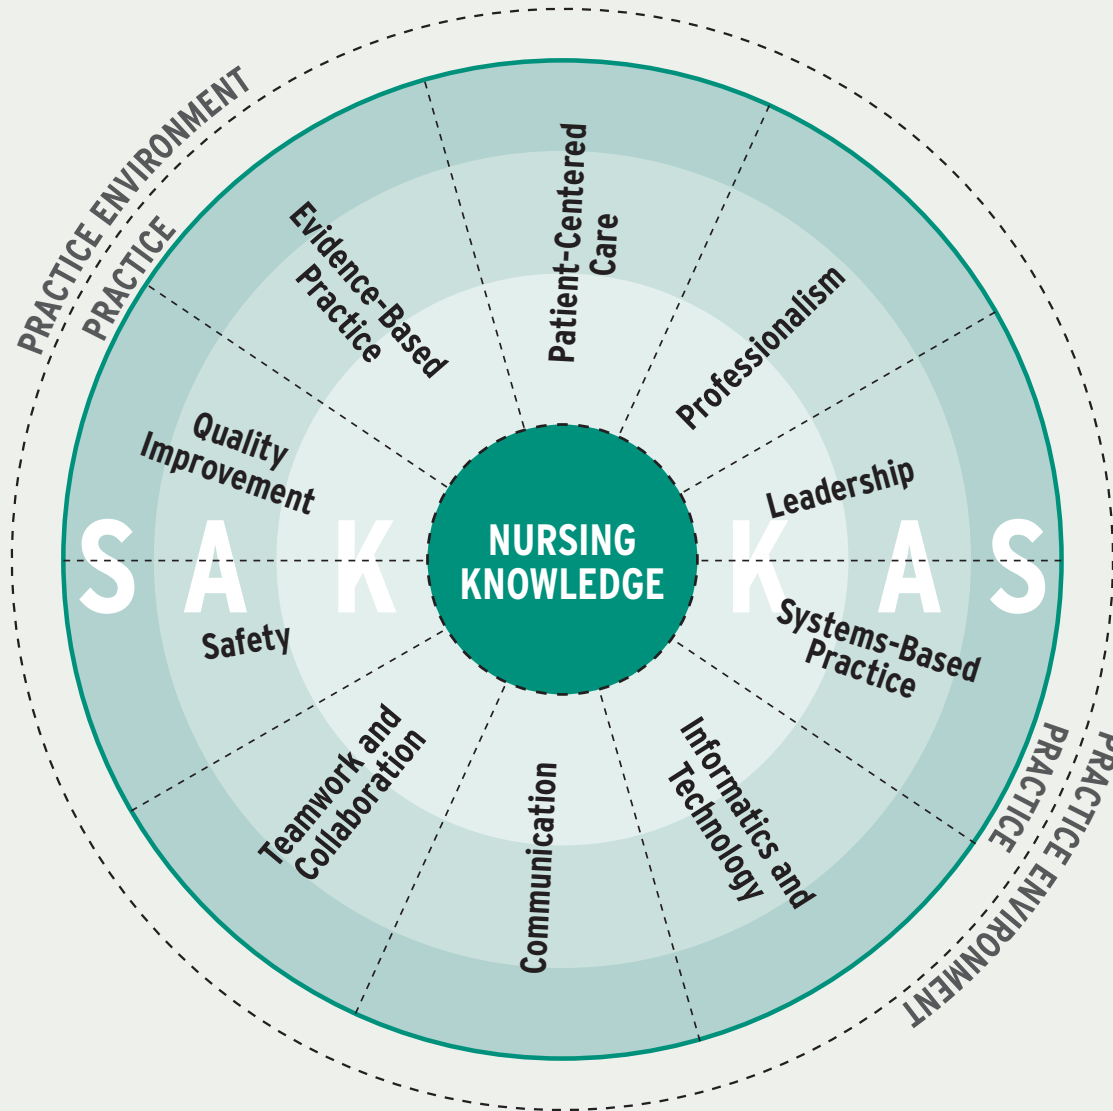 PRACTICE ENVIRONMENT
PRACTICE
Patient-Centered
Care
Evidence-Based
Practice
Professionalism
Quality
Improvement
Leadership
S A K
NURSING
KNOWLEDGE
K A S
Safety
Systems-Based
Practice
Teamwork and
Collaboration
Communication
Informatics and
Technology
PRACTICE
PRACTICE ENVIRONMENT